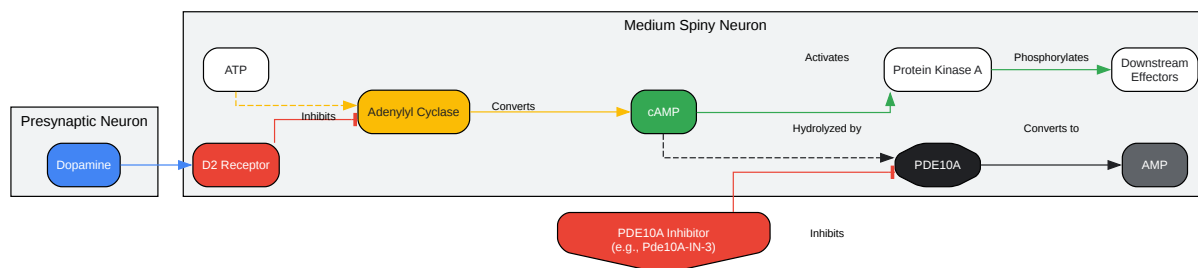 Medium Spiny Neuron
ATP
Activates
Protein Kinase A
Phosphorylates
Downstream
Effectors
Presynaptic Neuron
Inhibits
Adenylyl Cyclase
Converts
cAMP
Hydrolyzed by
Converts to
Dopamine
D2 Receptor
PDE10A
AMP
PDE10A Inhibitor
(e.g., Pde10A-IN-3)
Inhibits